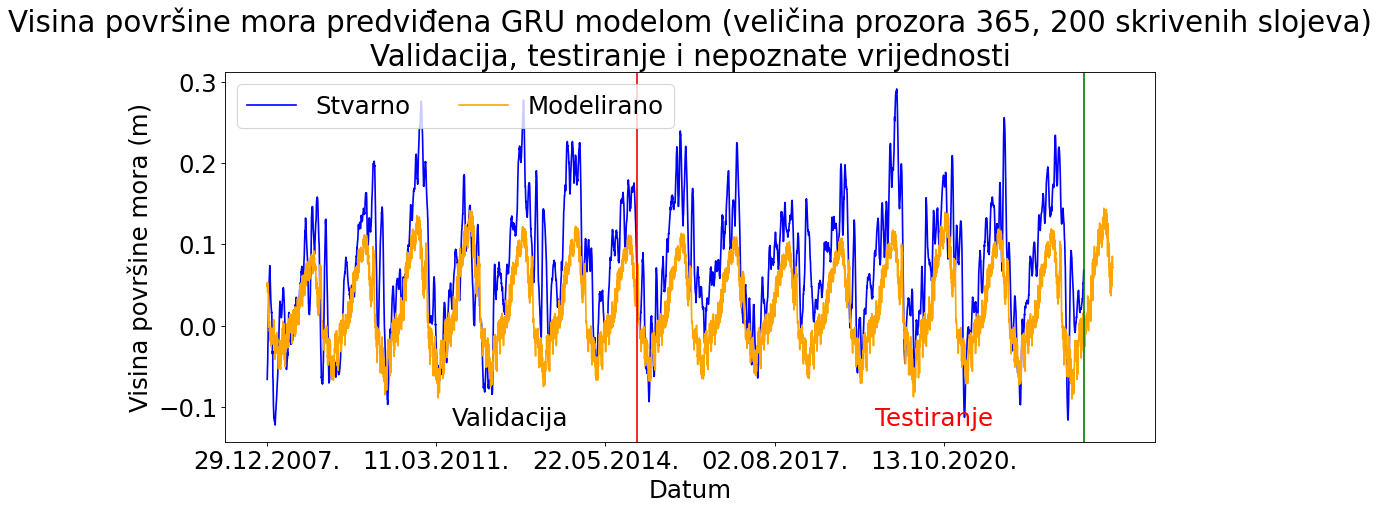 Visina površine mora predviđena GRU modelom (veličina prozora 365, 200 skrivenih slojeva)
Validacija, testiranje i nepoznate vrijednosti
Stvarno Modelirano
Visina površine mora (m)
0.3
0.2
0.1
0.0
−0.1
Validacija Testiranje
29.12.2007. 11.03.2011. 22.05.2014. 02.08.2017. 13.10.2020.
Datum